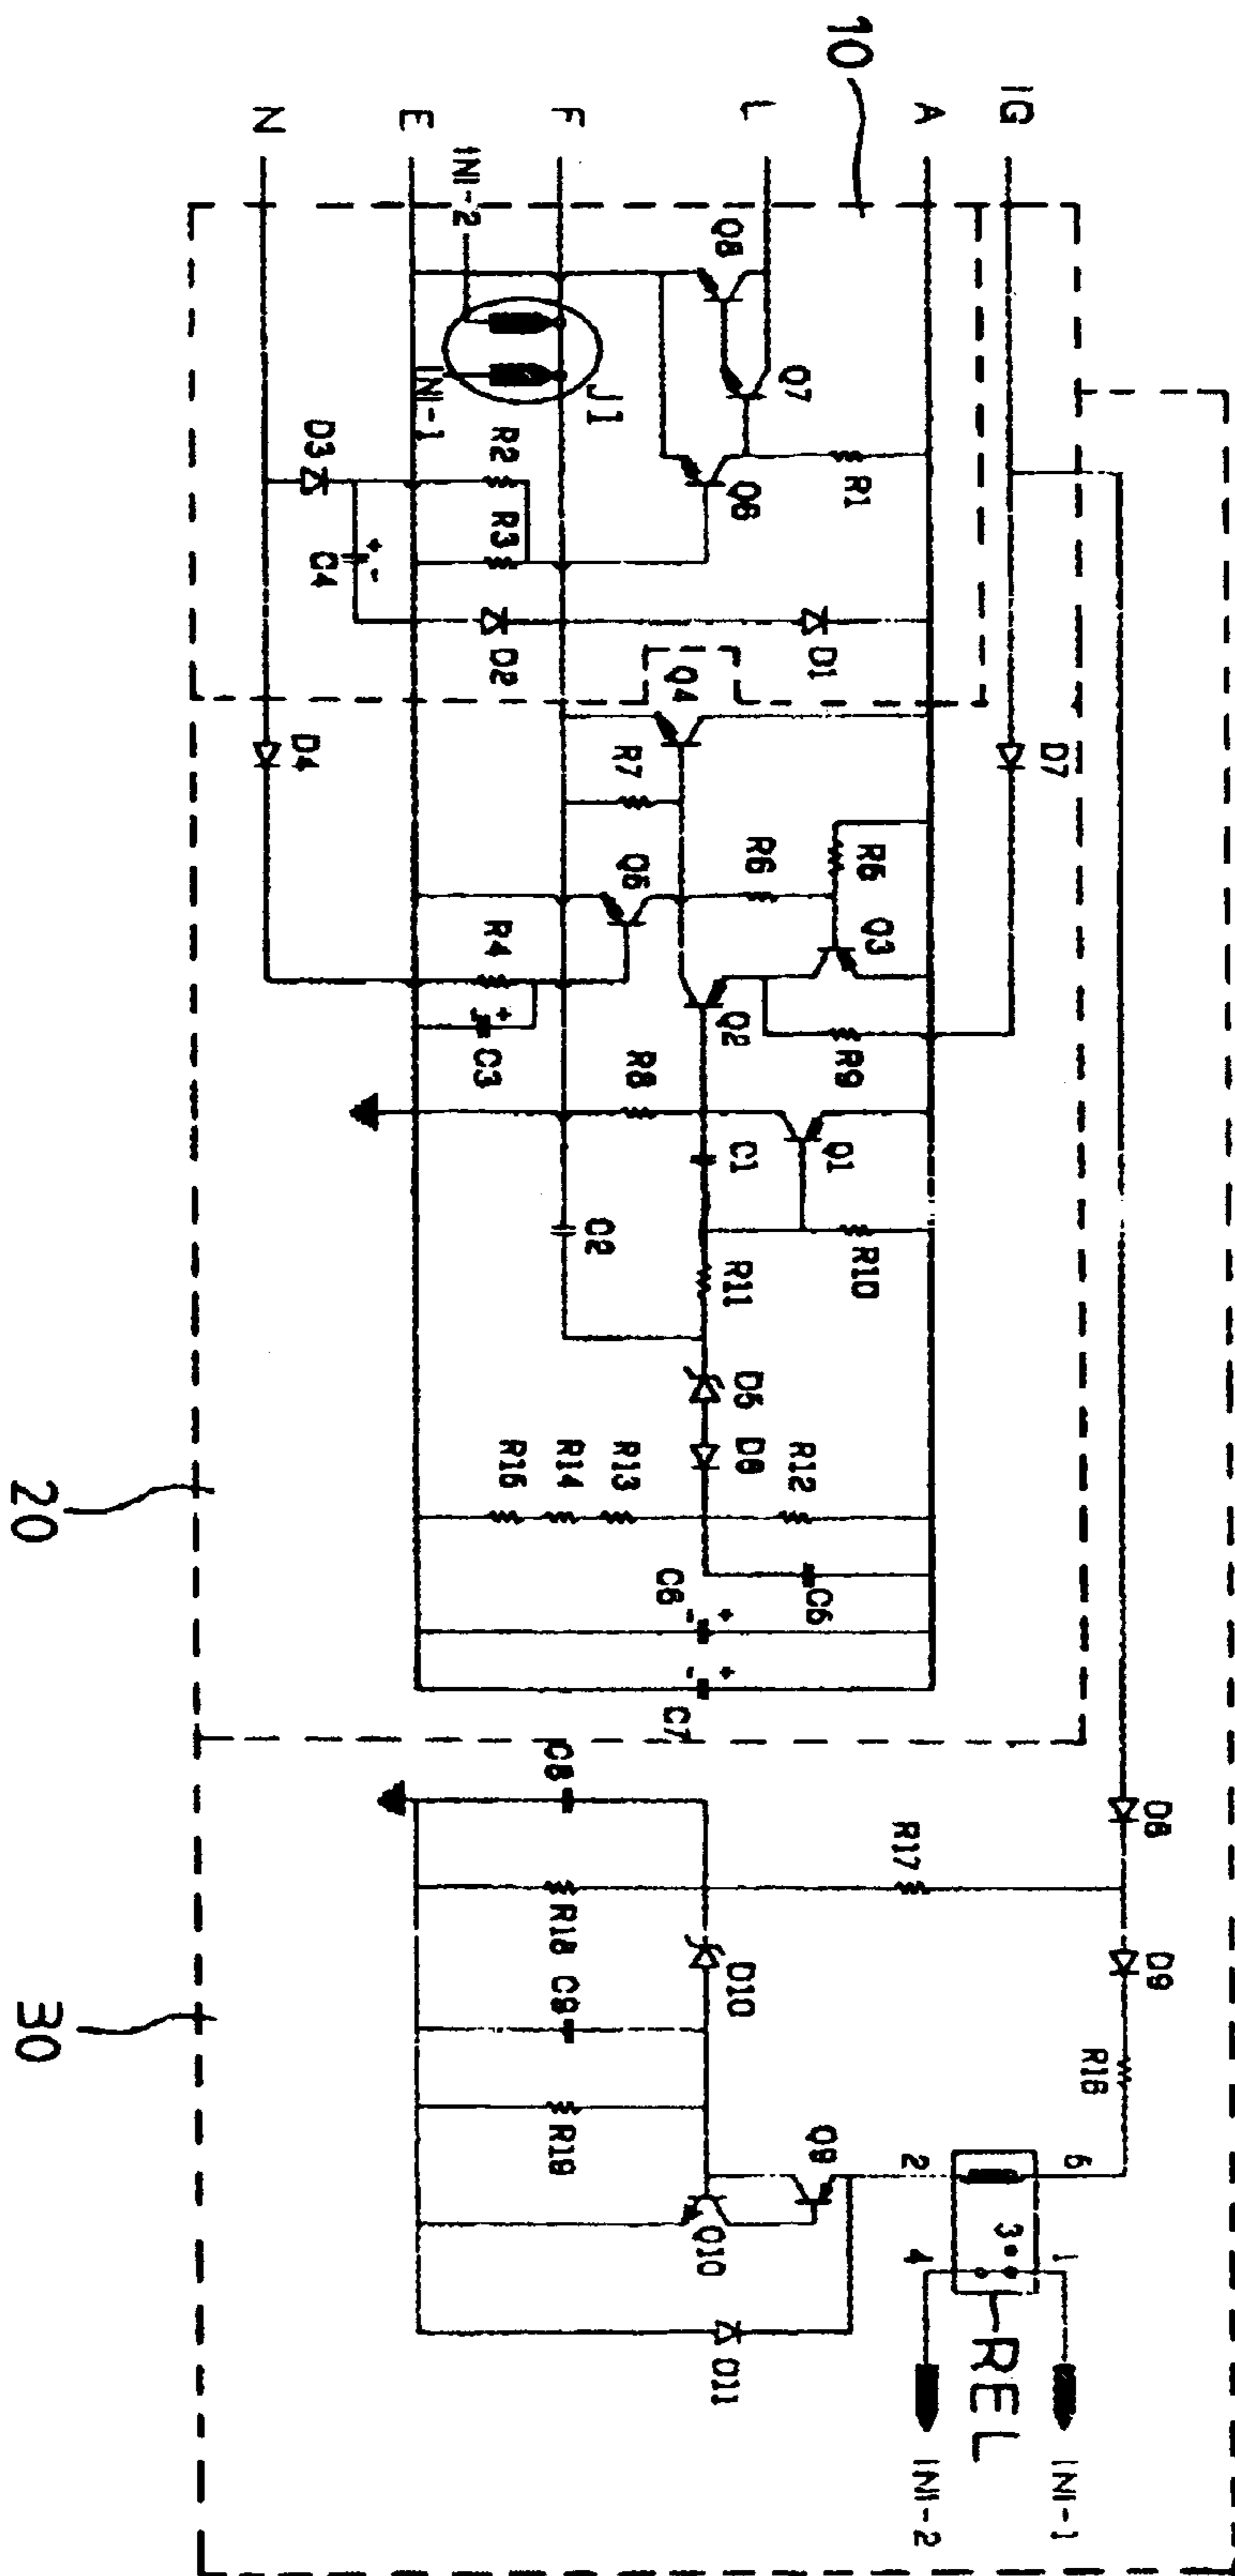 10
IG
A
L
F
E
N
D7
D8
D9
R18
6
1
INI-1
3
REL
2
4
INI-2
R17
R1
D1
R6
Q3
R9
Q1
R10
R12
C6
Q8
Q7
Q6
Q4
R6
Q2
C1
R11
D5
D6
D10
Q9
Q10
D11
J1
R7
Q5
R8
C2
R13
R14
R15
C6
+
-
C7
+
-
C8
R18
C9
R19
INI-2
INI-1
R2
R3
D2
R4
+
C3
D3
+
-
C4
D4
20
30